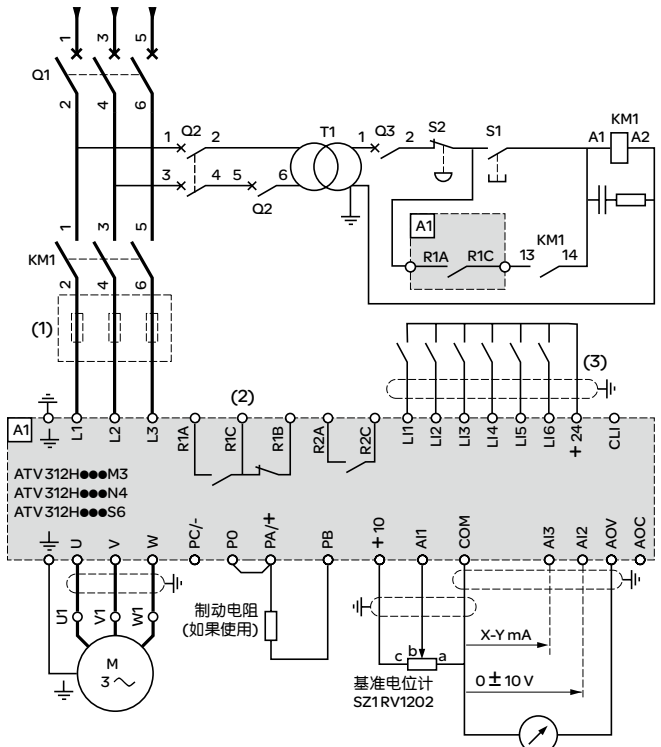 1 3 5
Q1
2 4 6
1 Q2 2
3 4 5 6
Q2
T1
1 Q3 2
S2
S1
KM1
A1 A2
A1
R1A R1C
13 KM1 14
1 3 5
KM1
2 4 6
(1)
(2)
(3)
A1
L1 L2 L3 R1A R1C R1B R2A R2C LI1 LI2 LI3 LI4 LI5 LI6 +24 CLI
ATV312H●●●M3
ATV312H●●●N4
ATV312H●●●S6
U V W PC/- P0 PA/+ PB +10 AI1 COM AI3 AI2 AOV AOC
U1 V1 W1
制动电阻
(如果使用)
M
3
c b a
基准电位计
SZ1RV1202
X-Y mA
0±10 V